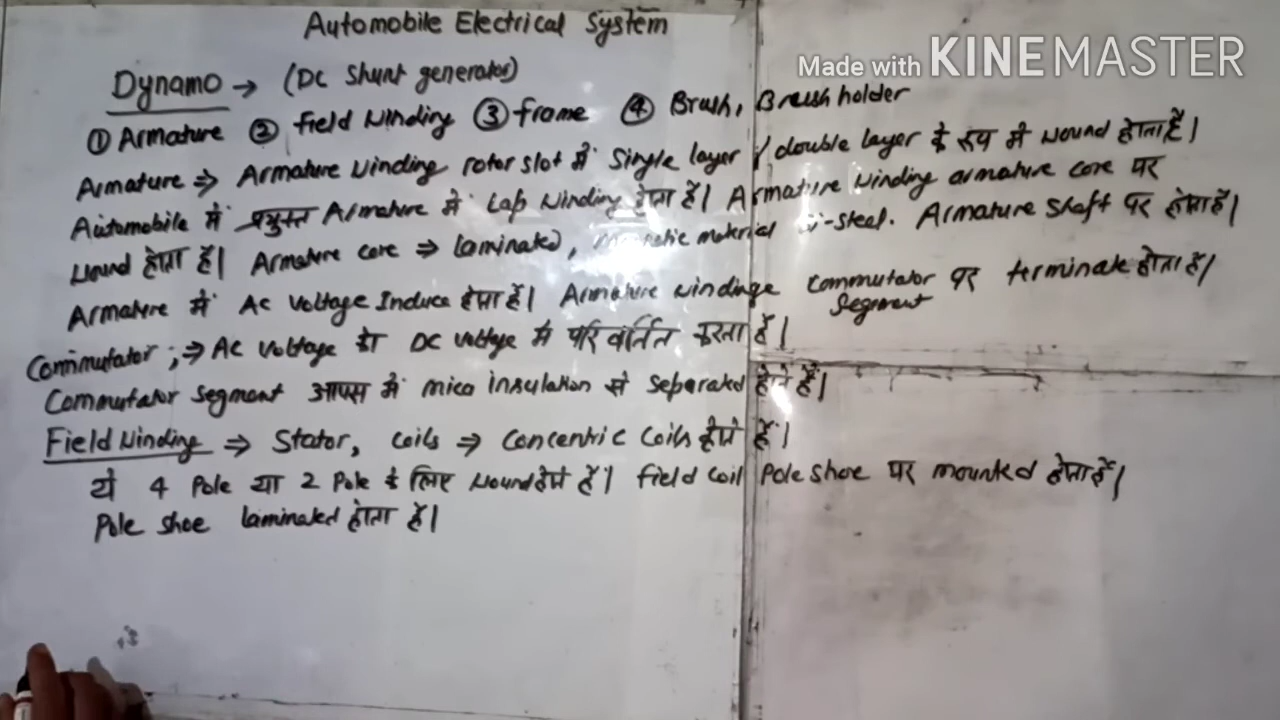 Automobile Electrical System
Made with KINEMASTER
Dynamo → (DC Shunt generator)
① Armature ② Field Winding ③ frame ④ Brush, Brush holder
Armature ⇒ Armature Winding rotor slot में Single layer / double layer के रूप में wound होता है।
Automobile में प्रयुक्त Armature में Lap Winding होता है। Armature Winding armature core पर
wound होता है। Armature core ⇒ laminated, material -steel. Armature shaft पर होता है।
Armature में AC Voltage Induce होता है। Armature winding commutator segment पर terminate होता है।
Commutator ;⇒ AC Voltage को DC Voltage में परिवर्तित करता है।
Commutator segment आपस में mica insulation से separated होते हैं।
Field Winding ⇒ Stator, coils ⇒ Concentric Coils होते हैं।
ये 4 Pole या 2 Pole के लिए wound होते हैं। field coil Pole shoe पर mounted होता है।
Pole shoe laminated होता है।